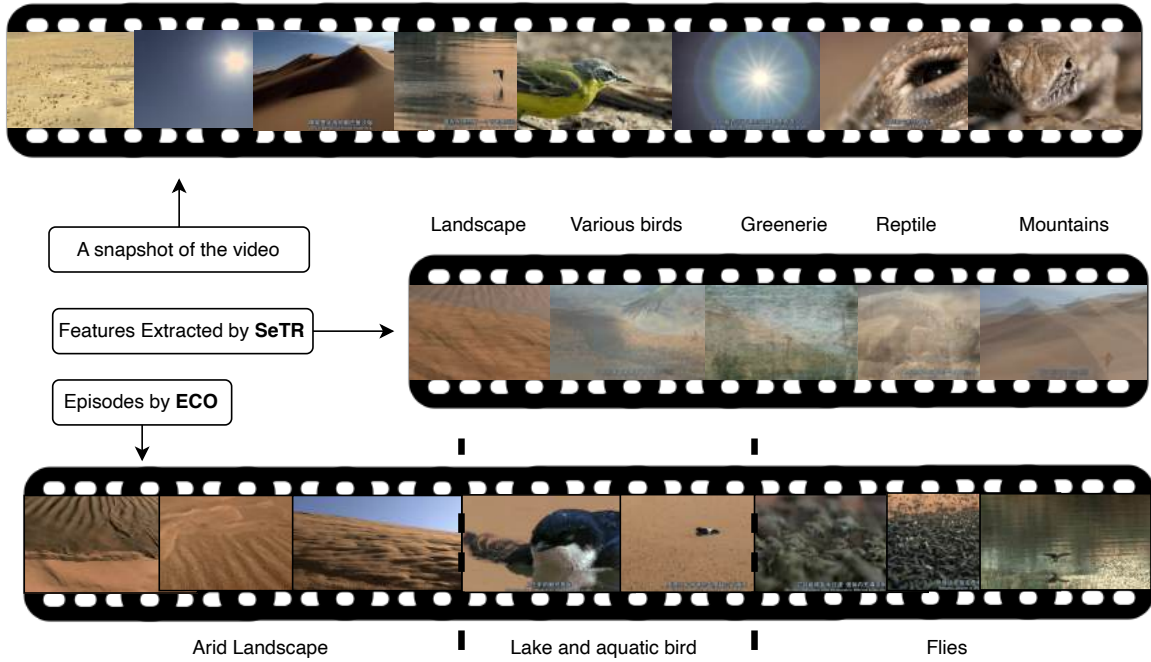 A snapshot of the video
Landscape
Various birds
Greenerie
Reptile
Mountains
Features Extracted by SeTR
Episodes by ECO
Arid Landscape
Lake and aquatic bird
Flies